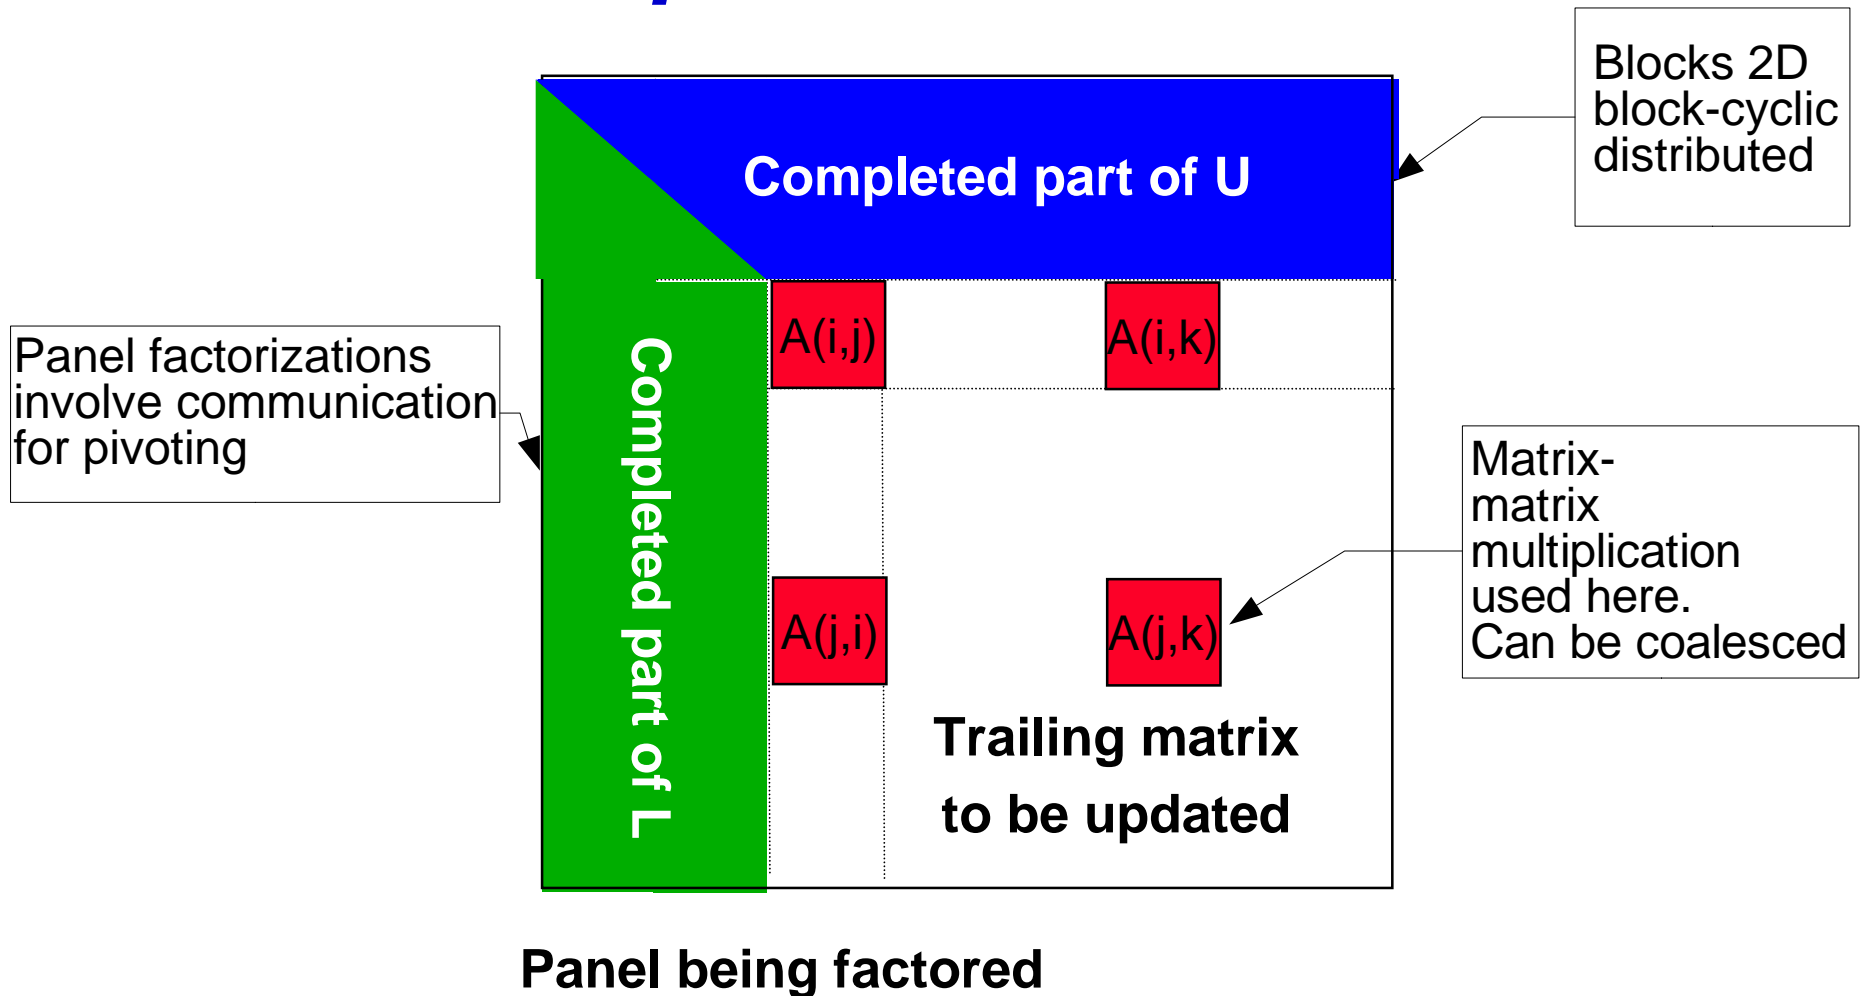 Blocks 2D
block-cyclic
distributed
Completed part of U
A(i,j)
A(i,k)
Panel factorizations
involve communication
for pivoting
Completed part of L
Matrix-
matrix
multiplication
used here.
Can be coalesced
A(j,i)
A(j,k)
Trailing matrix
to be updated
Panel being factored